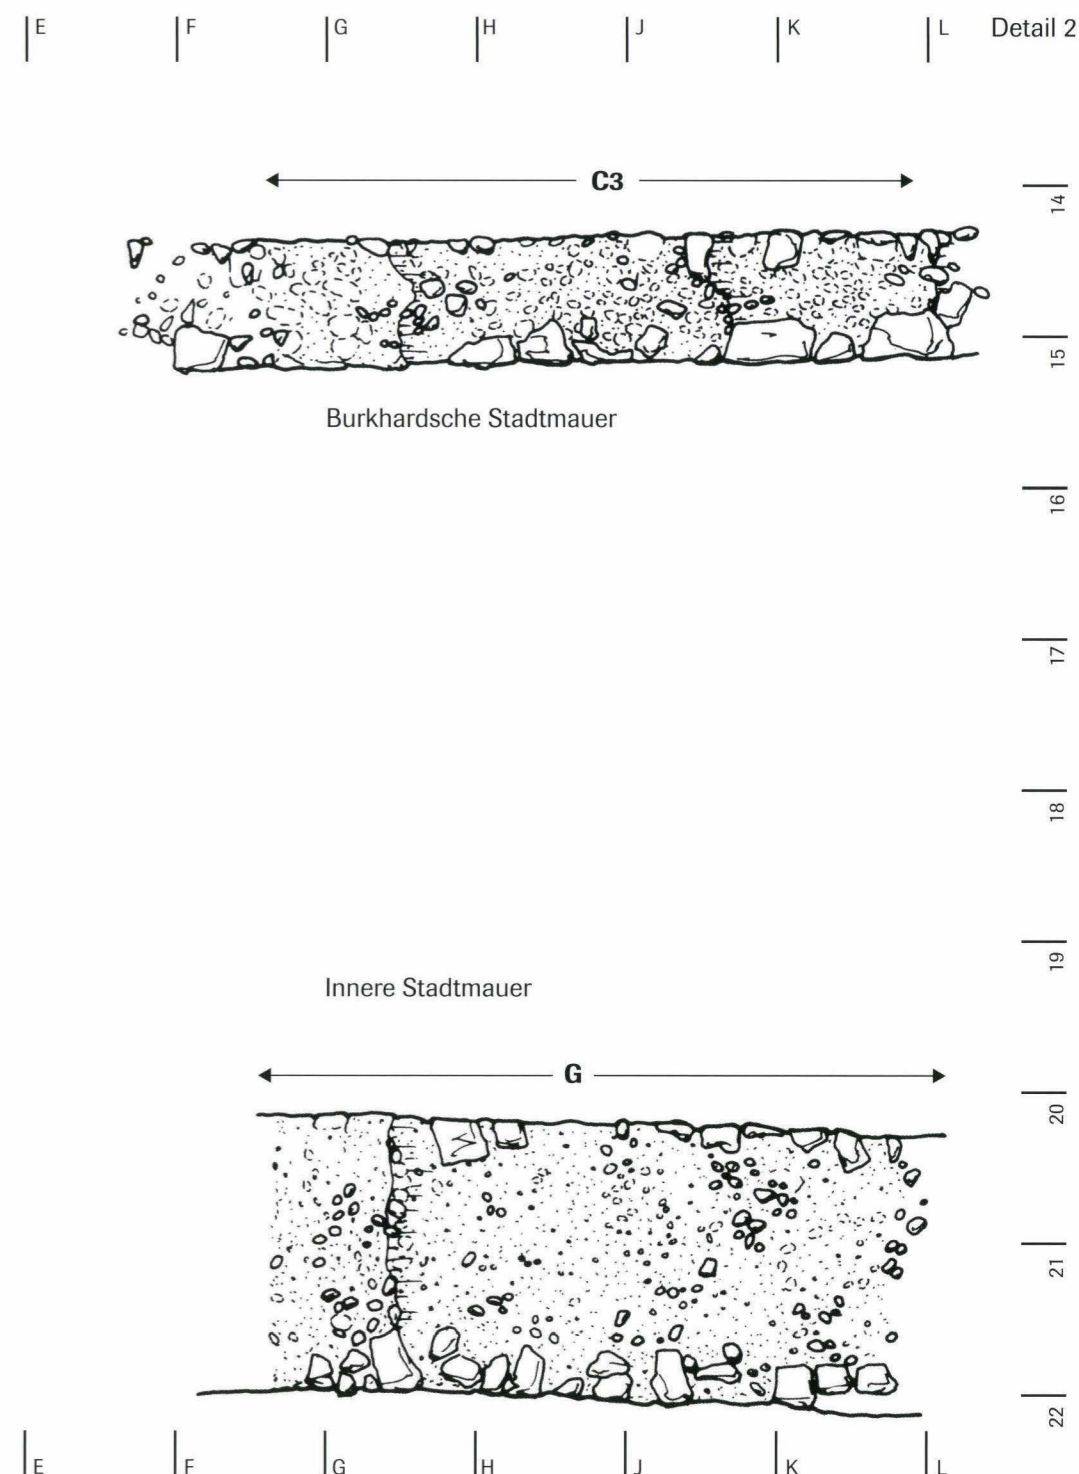 E F G H J K L Detail 2
C3
14
15
Burkhardsche Stadtmauer
16
17
18
19
Innere Stadtmauer
G
20
21
22
E F G H J K L